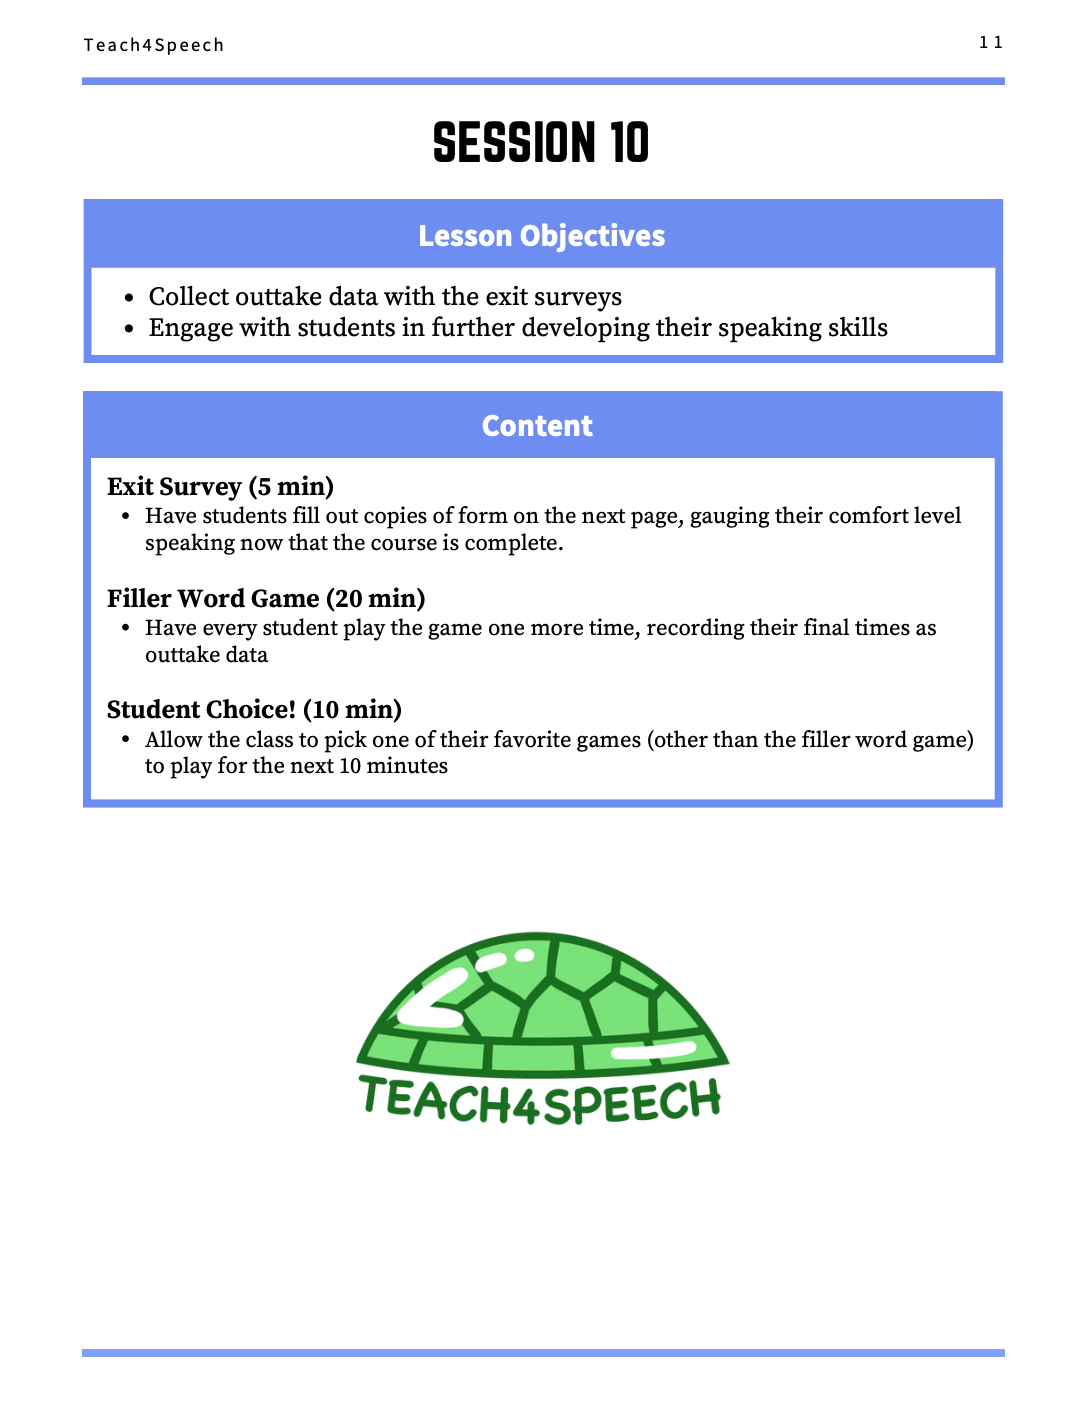 Teach4Speech
11
SESSION 10
Lesson Objectives
• Collect outtake data with the exit surveys
• Engage with students in further developing their speaking skills
Content
Exit Survey (5 min)
• Have students fill out copies of form on the next page, gauging their comfort level
speaking now that the course is complete.
Filler Word Game (20 min)
• Have every student play the game one more time, recording their final times as
outtake data
Student Choice! (10 min)
• Allow the class to pick one of their favorite games (other than the filler word game)
to play for the next 10 minutes
TEACH4SPEECH